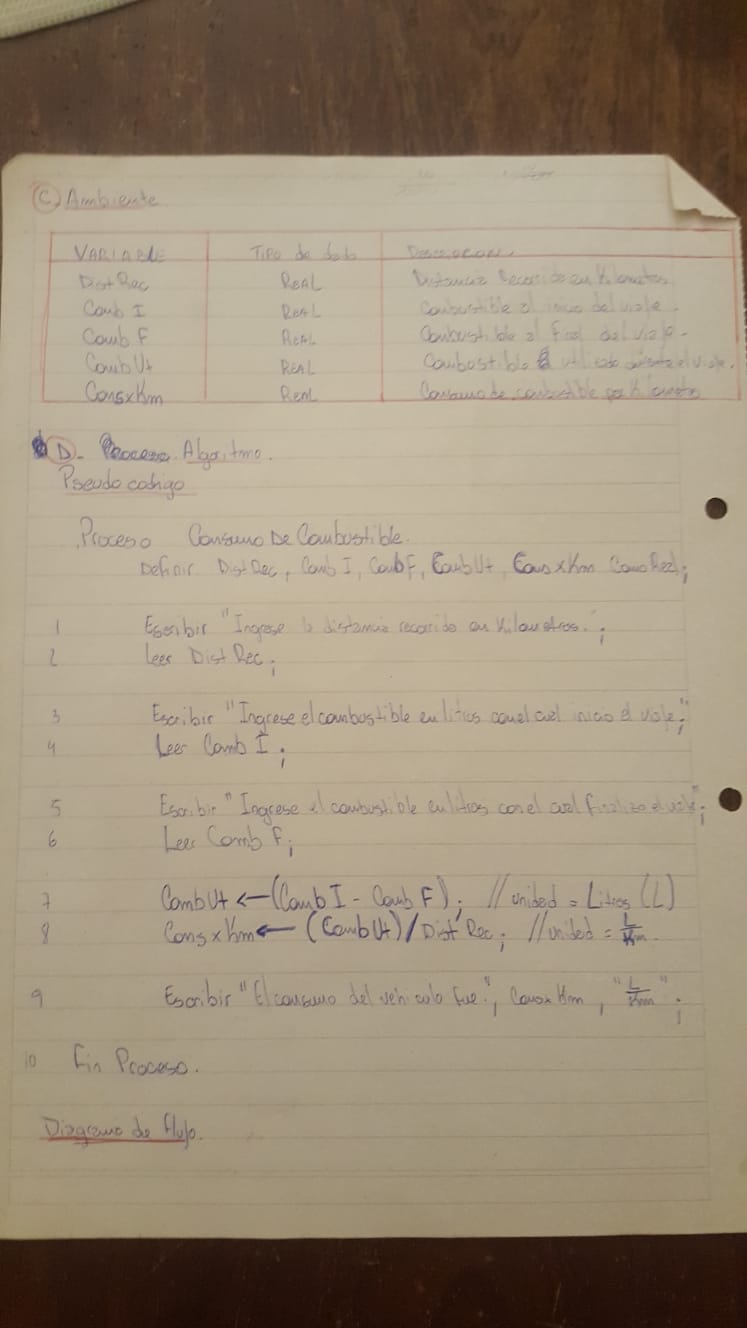 C) Ambiente
VARIABLE TIPO de dato Descripcion
Dist Rec ReAL Distancia Recorrida en Kilometros
Comb I ReAL Combustible al inicio del viaje.
Comb F ReAL Combustible al final del viaje.
Comb Ut REAL Combustible utilizado durante el viaje.
ConsxKm ReaL Consumo de combustible por Kilometro
D- Algoritmo.
Pseudo codigo
Proceso Consumo De Combustible.
Definir Dist Rec, Comb I, Comb F, Comb Ut, Cons x Km Como Real;
1 Escribir "Ingrese la distancia recorrida en Kilometros.";
2 Leer Dist Rec;
3 Escribir "Ingrese el combustible en litros con el cual inicio el viaje;"
4 Leer Comb I;
5 Escribir "Ingrese el combustible en litros con el cual finalizo el viaje";
6 Leer Comb F;
7 Comb Ut ← (Comb I - Comb F); // unidad = Litros (L)
8 Cons x Km ← (Comb Ut) / Dist Rec; // unidad = L/Km.
9 Escribir "El consumo del vehiculo fue:", Consx Km, "L/Km";
10 Fin Proceso.
Diagrama de flujo.